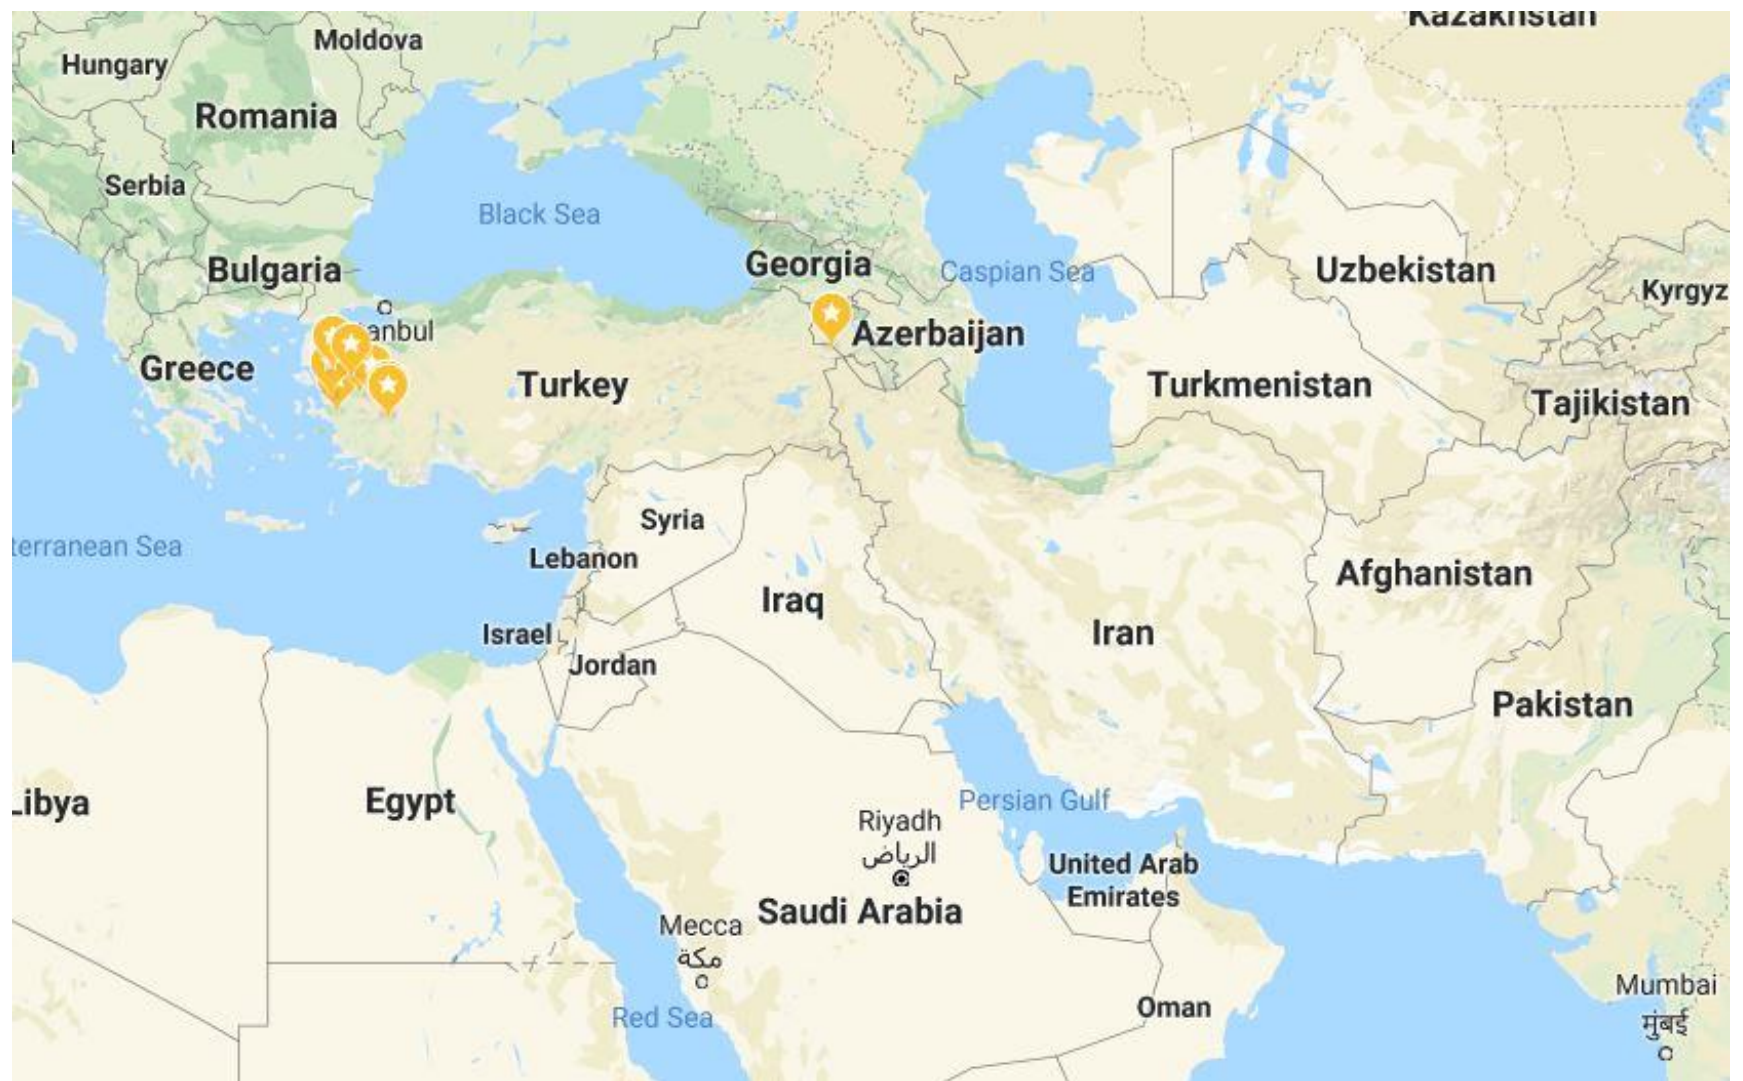 Kazakhstan
Moldova
Hungary
Romania
Serbia
Black Sea
Bulgaria
Georgia
Caspian Sea
Uzbekistan
Kyrgyz
anbul
Azerbaijan
Greece
Turkey
Turkmenistan
Tajikistan
Syria
terranean Sea
Lebanon
Afghanistan
Iraq
Israel
Iran
Jordan
Pakistan
Libya
Egypt
Persian Gulf
Riyadh
الرياض
United Arab
Emirates
Saudi Arabia
Mecca
مكة
Mumbai
मुंबई
Oman
Red Sea